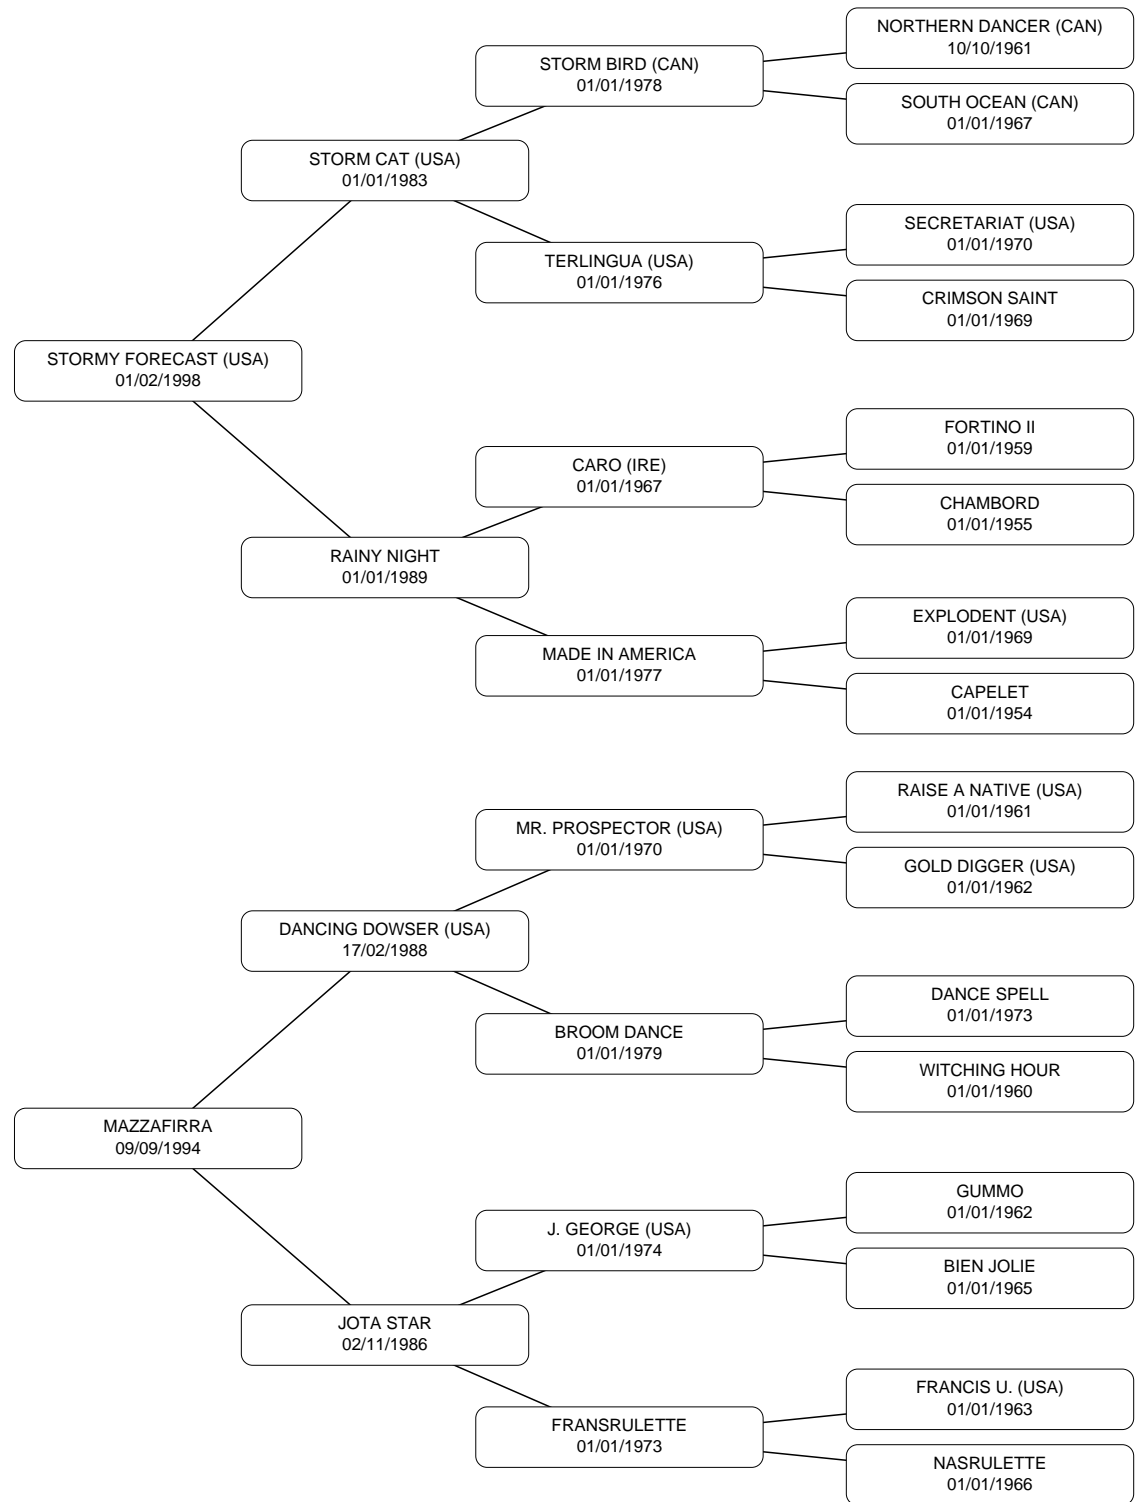 NORTHERN DANCER (CAN)
10/10/1961
STORM BIRD (CAN)
01/01/1978
SOUTH OCEAN (CAN)
01/01/1967
STORM CAT (USA)
01/01/1983
SECRETARIAT (USA)
01/01/1970
TERLINGUA (USA)
01/01/1976
CRIMSON SAINT
01/01/1969
STORMY FORECAST (USA)
01/02/1998
FORTINO II
01/01/1959
CARO (IRE)
01/01/1967
CHAMBORD
01/01/1955
RAINY NIGHT
01/01/1989
EXPLODENT (USA)
01/01/1969
MADE IN AMERICA
01/01/1977
CAPELET
01/01/1954
RAISE A NATIVE (USA)
01/01/1961
MR. PROSPECTOR (USA)
01/01/1970
GOLD DIGGER (USA)
01/01/1962
DANCING DOWSER (USA)
17/02/1988
DANCE SPELL
01/01/1973
BROOM DANCE
01/01/1979
WITCHING HOUR
01/01/1960
MAZZAFIRRA
09/09/1994
GUMMO
01/01/1962
J. GEORGE (USA)
01/01/1974
BIEN JOLIE
01/01/1965
JOTA STAR
02/11/1986
FRANCIS U. (USA)
01/01/1963
FRANSRULETTE
01/01/1973
NASRULETTE
01/01/1966